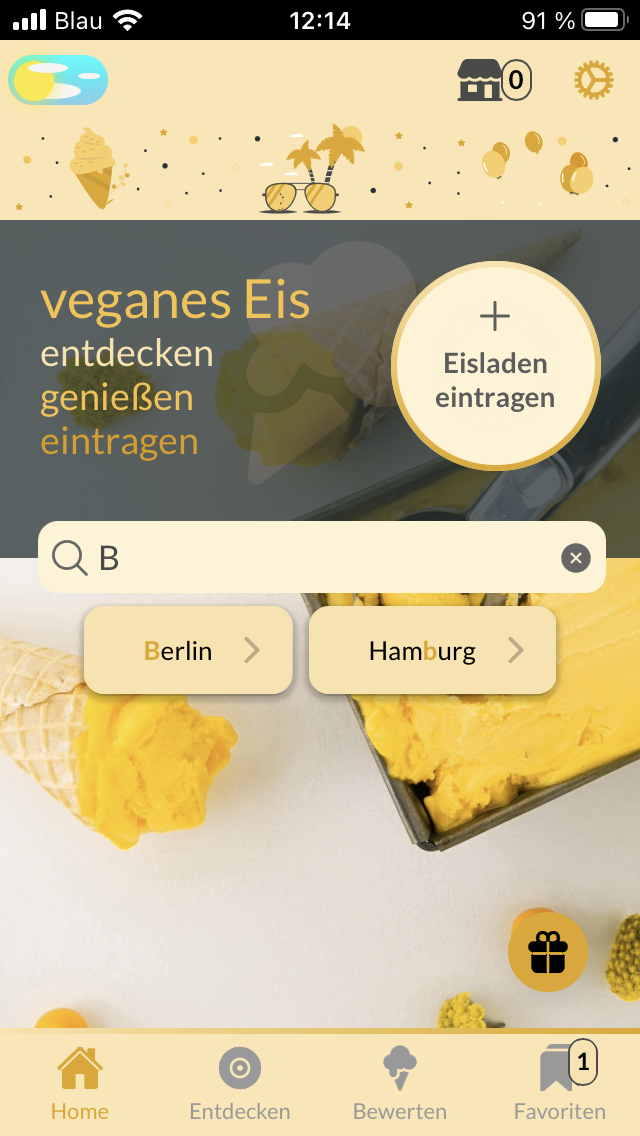 Blau 12:14 91 %
0
veganes Eis
entdecken
genießen
eintragen
+
Eisladen
eintragen
B
Berlin
Hamburg
1
Home Entdecken Bewerten Favoriten